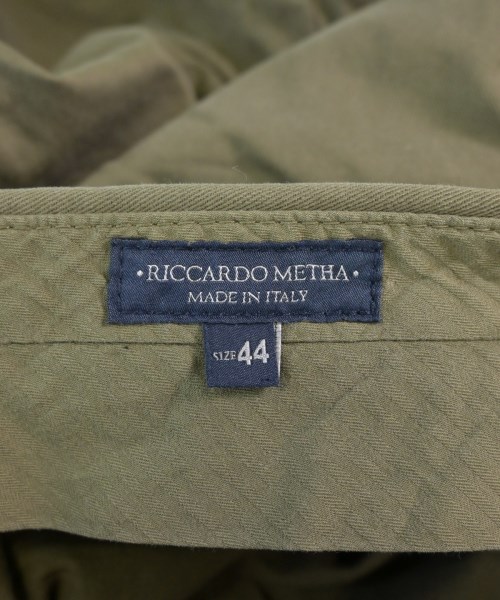 ·RICCARDO METHA·
MADE IN ITALY
SIZE 44